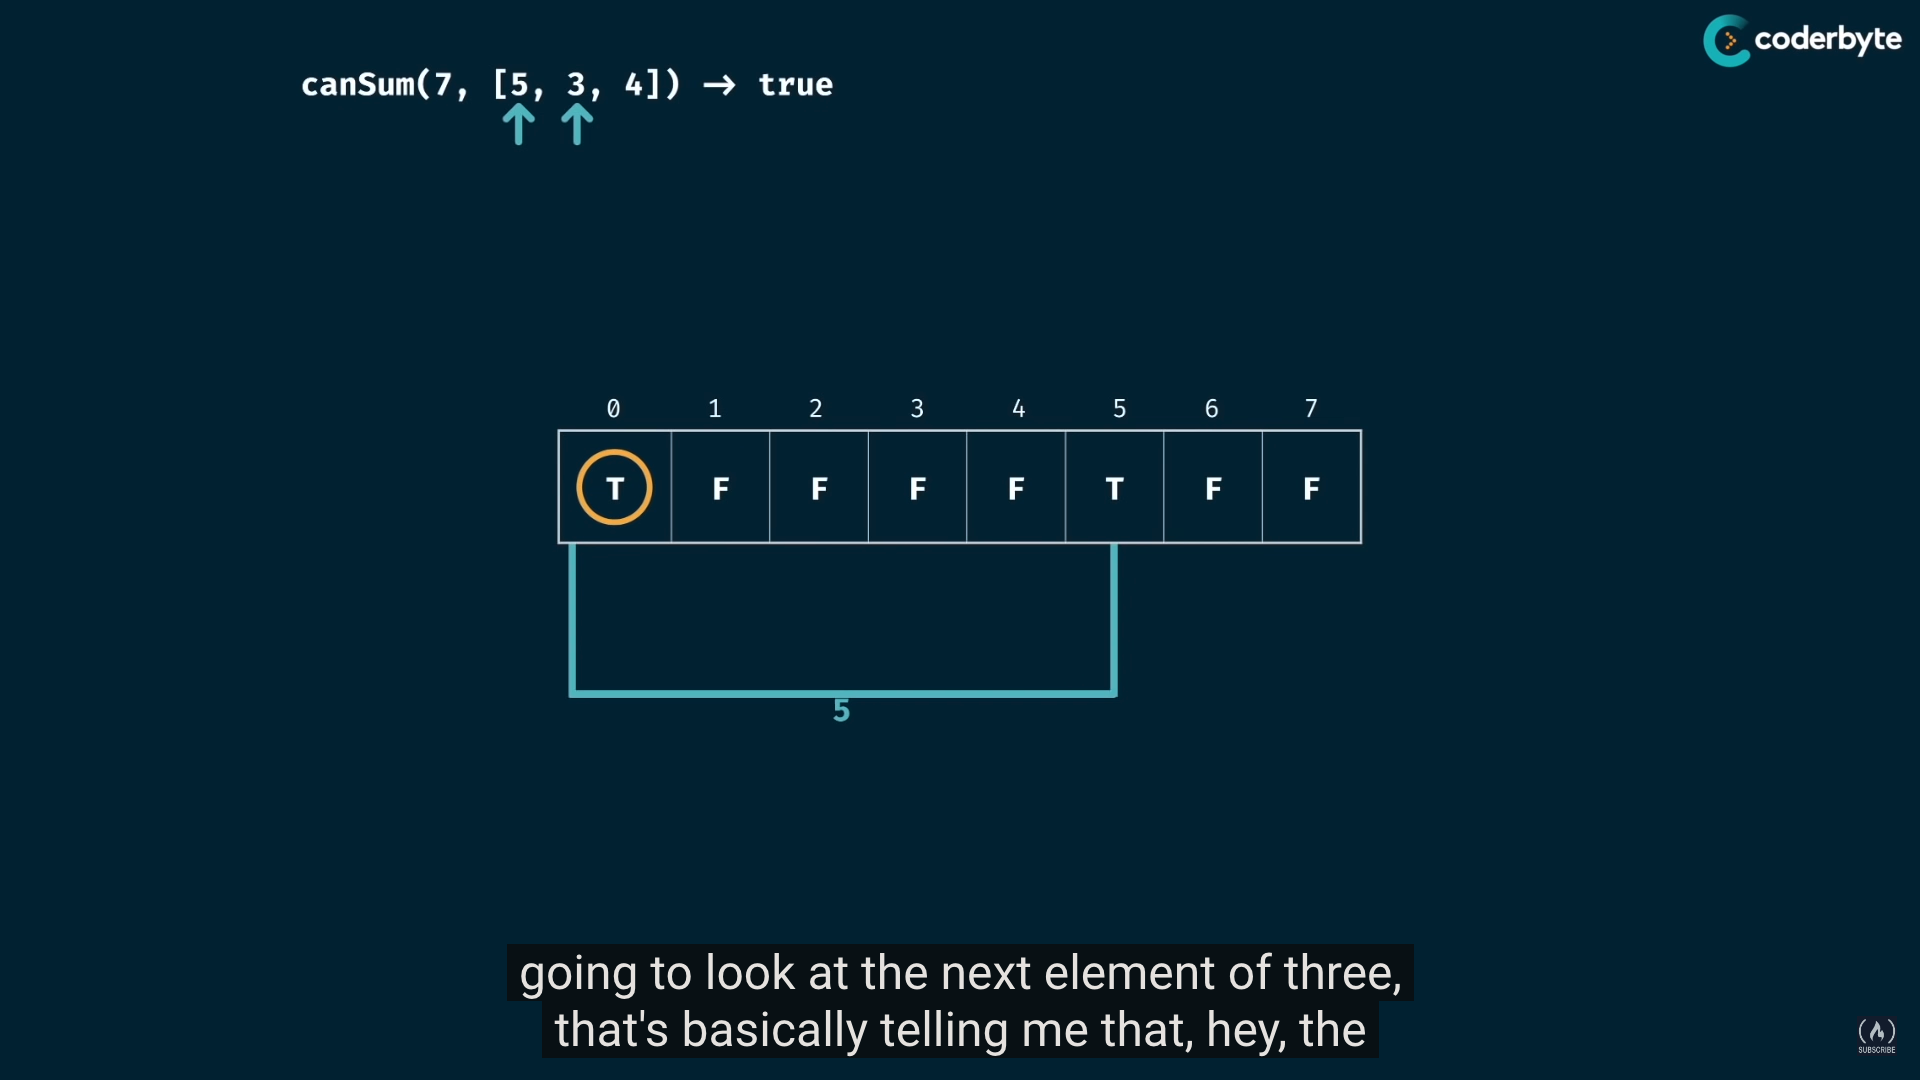 coderbyte
canSum(7, [5, 3, 4]) → true
0 1 2 3 4 5 6 7
T F F F F T F F
5
going to look at the next element of three,
that's basically telling me that, hey, the
SUBSCRIBE